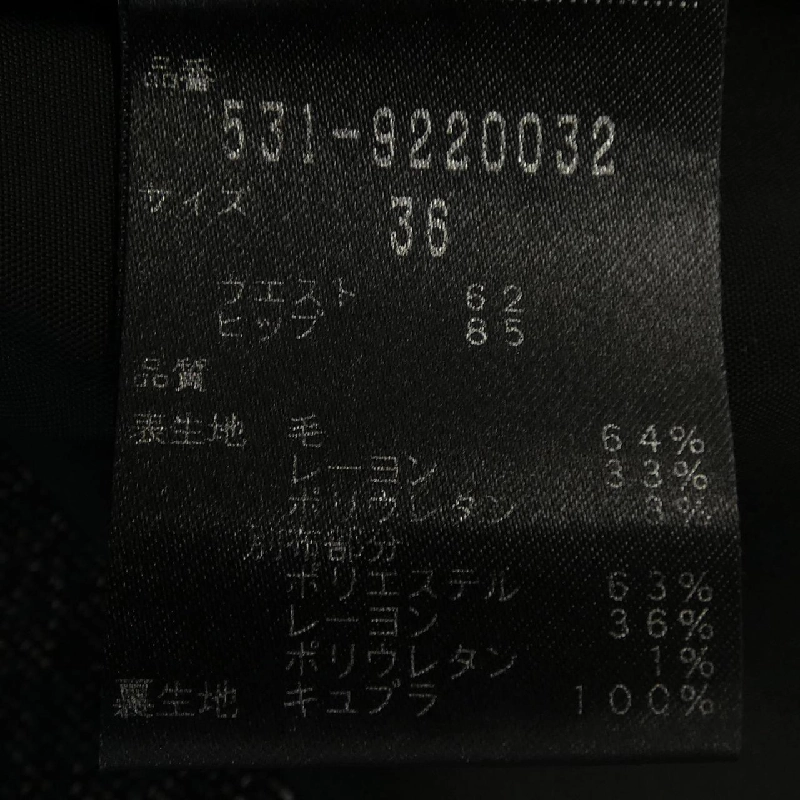 品番
531-9220032
サイズ 36
ウエスト 62
ヒップ 85
品質
表生地 毛 64%
レーヨン 33%
ポリウレタン 3%
別布部分
ポリエステル 63%
レーヨン 36%
ポリウレタン 1%
裏生地 キュプラ 100%